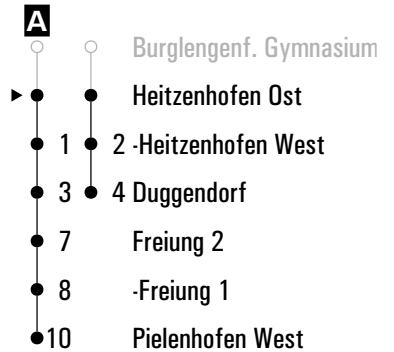 A
Burglengenf. Gymnasium
Heitzenhofen Ost
1 2 -Heitzenhofen West
3 4 Duggendorf
7 Freiung 2
8 -Freiung 1
10 Pielenhofen West